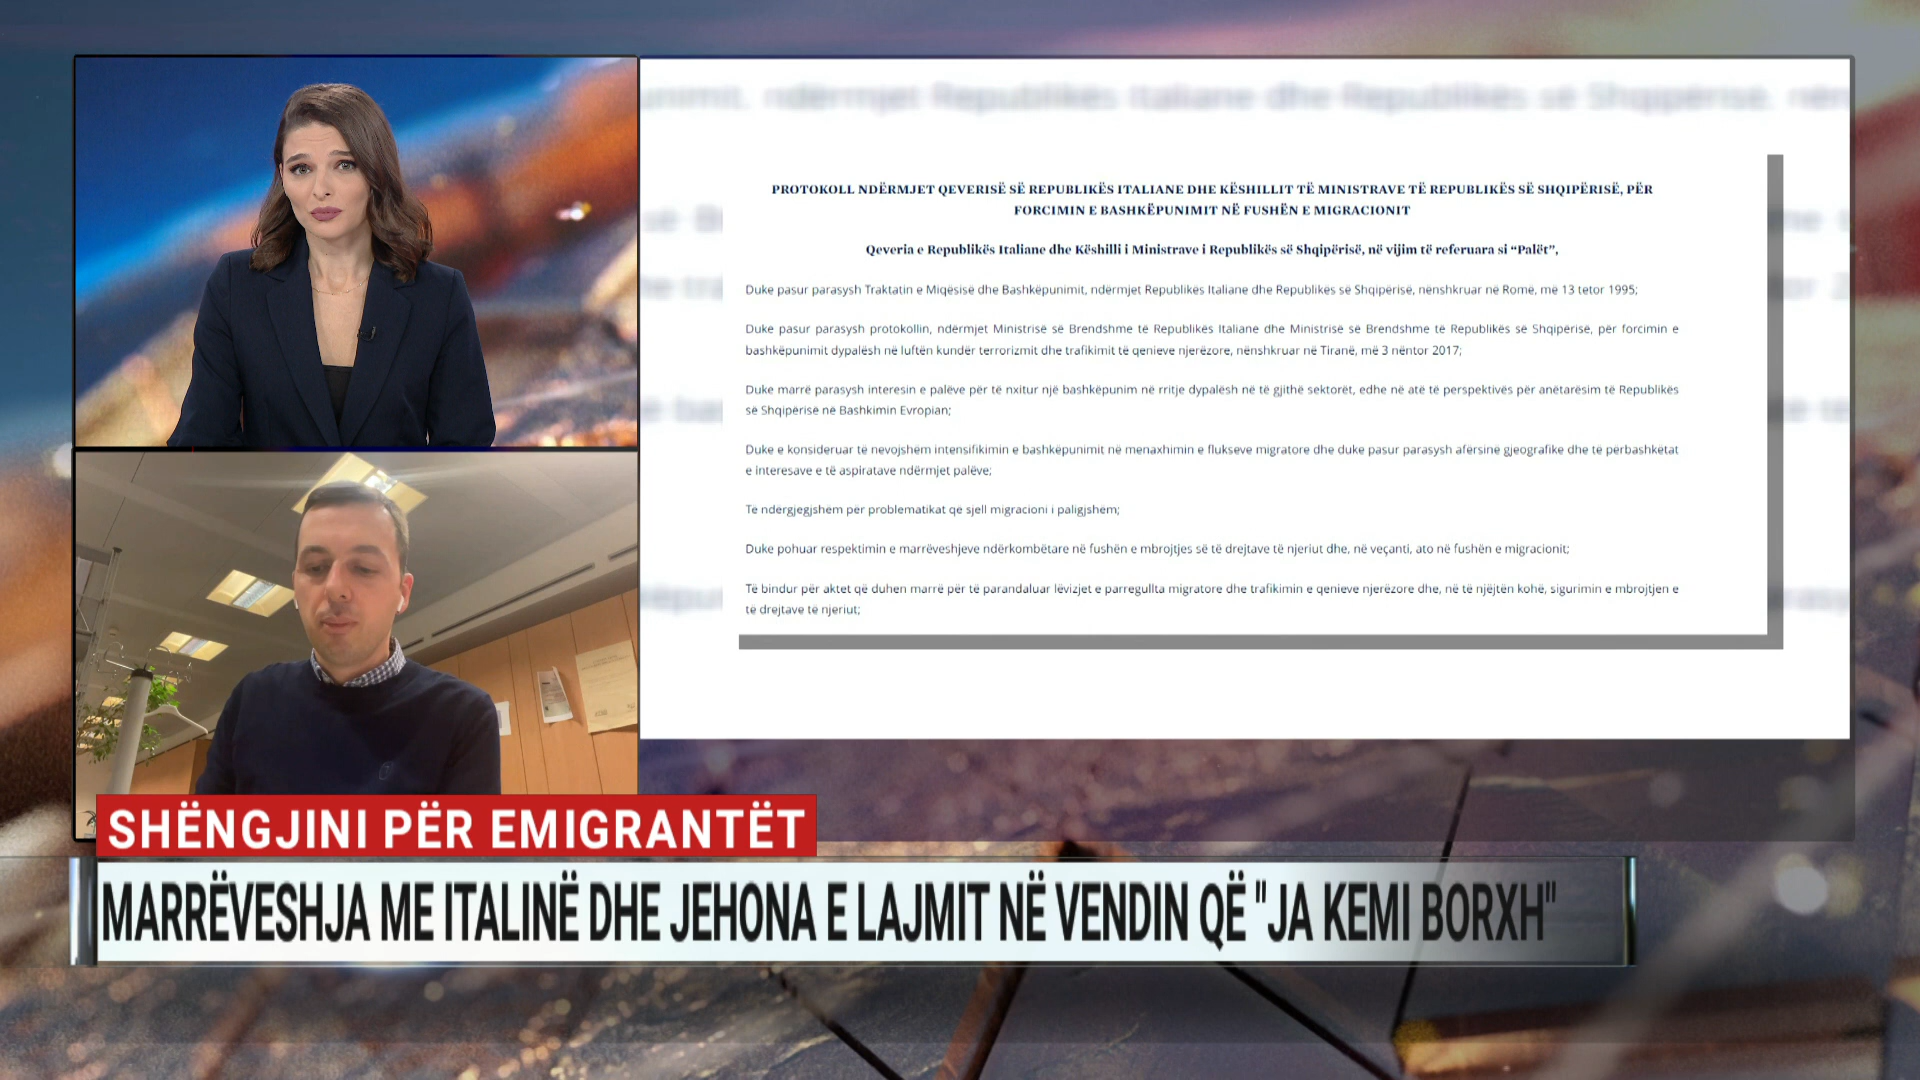 PROTOKOLL NDËRMJET QEVERISË SË REPUBLIKËS ITALIANE DHE KËSHILLIT TË MINISTRAVE TË REPUBLIKËS SË SHQIPËRISË, PËR
FORCIMIN E BASHKËPUNIMIT NË FUSHËN E MIGRACIONIT
Qeveria e Republikës Italiane dhe Këshilli i Ministrave i Republikës së Shqipërisë, në vijim të referuara si “Palët”,
Duke pasur parasysh Traktatin e Miqësisë dhe Bashkëpunimit, ndërmjet Republikës Italiane dhe Republikës së Shqipërisë, nënshkruar në Romë, më 13 tetor 1995;
Duke pasur parasysh protokollin, ndërmjet Ministrisë së Brendshme të Republikës Italiane dhe Ministrisë së Brendshme të Republikës së Shqipërisë, për forcimin e
bashkëpunimit dypalësh në luftën kundër terrorizmit dhe trafikimit të qenieve njerëzore, nënshkruar në Tiranë, më 3 nëntor 2017;
Duke marrë parasysh interesin e palëve për të nxitur një bashkëpunim në rritje dypalësh në të gjithë sektorët, edhe në atë të perspektivës për anëtarësim të Republikës
së Shqipërisë në Bashkimin Evropian;
Duke e konsideruar të nevojshëm intensifikimin e bashkëpunimit në menaxhimin e flukseve migratore dhe duke pasur parasysh afërsinë gjeografike dhe të përbashkëtat
e interesave e të aspiratave ndërmjet palëve;
Të ndërgjegjshëm për problematikat që sjell migracioni i paligjshëm;
Duke pohuar respektimin e marrëveshjeve ndërkombëtare në fushën e mbrojtjes së të drejtave të njeriut dhe, në veçanti, ato në fushën e migracionit;
Të bindur për aktet që duhen marrë për të parandaluar lëvizjet e parregullta migratore dhe trafikimin e qenieve njerëzore dhe, në të njëjtën kohë, sigurimin e mbrojtjen e
të drejtave të njeriut;
SHËNGJINI PËR EMIGRANTËT
MARRËVESHJA ME ITALINË DHE JEHONA E LAJMIT NË VENDIN QË "JA KEMI BORXH"